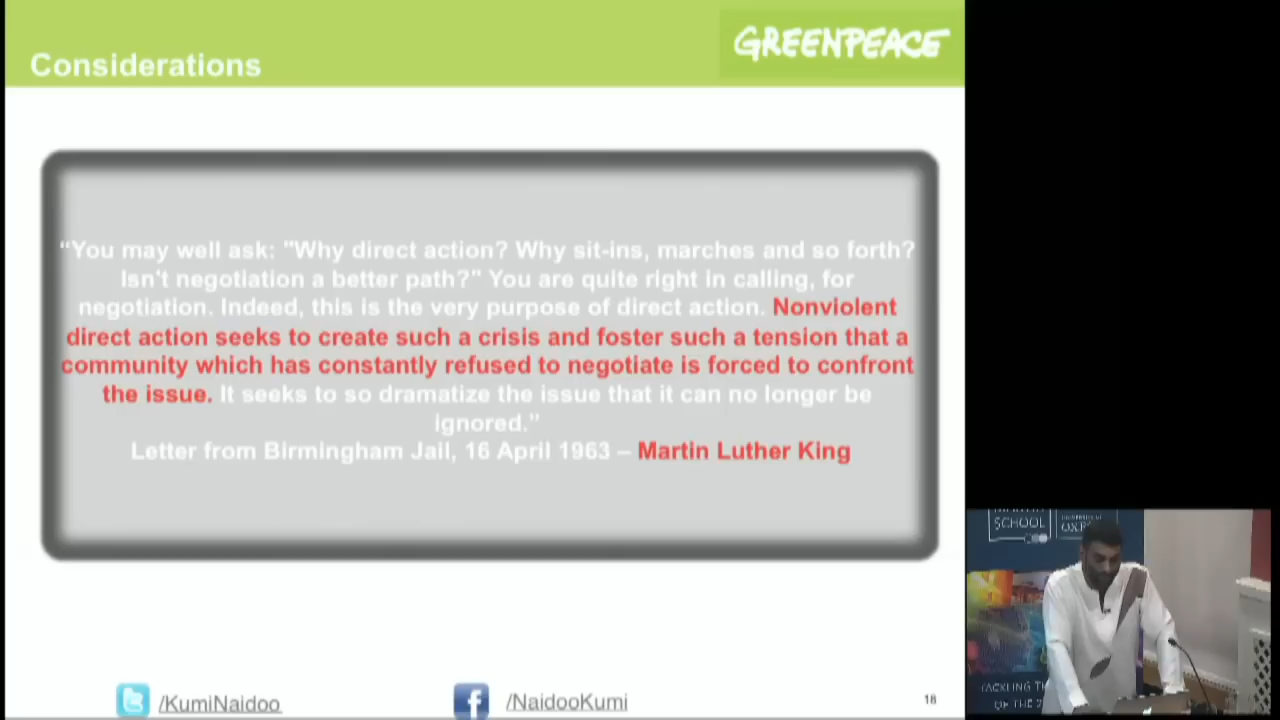 Considerations
GREENPEACE
“You may well ask: "Why direct action? Why sit-ins, marches and so forth?
Isn't negotiation a better path?" You are quite right in calling, for
negotiation. Indeed, this is the very purpose of direct action. Nonviolent
direct action seeks to create such a crisis and foster such a tension that a
community which has constantly refused to negotiate is forced to confront
the issue. It seeks to so dramatize the issue that it can no longer be
ignored.”
Letter from Birmingham Jail, 16 April 1963 – Martin Luther King
/KumiNaidoo
/NaidooKumi
18
SCHOOL